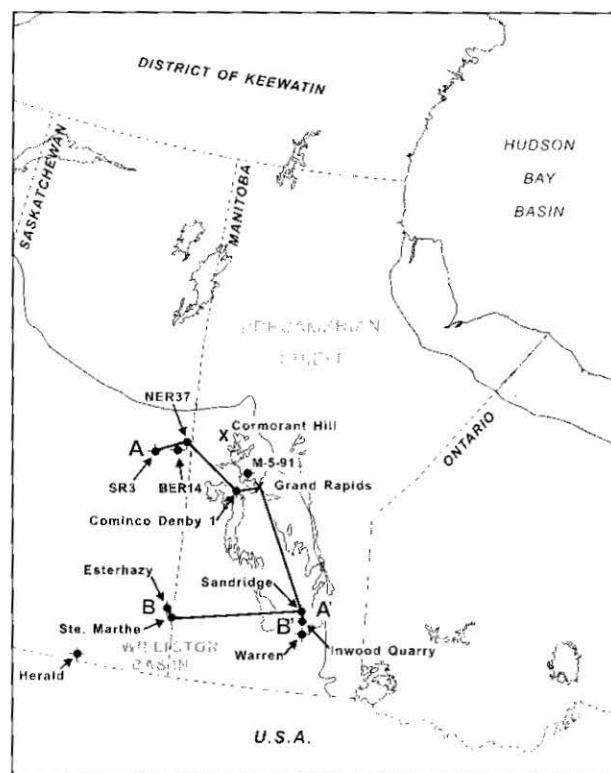 DISTRICT OF KEEWATIN
SASKATCHEWAN
MANITOBA
HUDSON
BAY
BASIN
NER37
X Cormorant Hill
A
M-5-91
SR3
BER14
X Grand Rapids
ONTARIO
Cominco Denby 1
Esterhazy
Sandridge
B
A'
Ste. Marthe
B'
Inwood Quarry
Warren
BASIN
Herald
U.S.A.